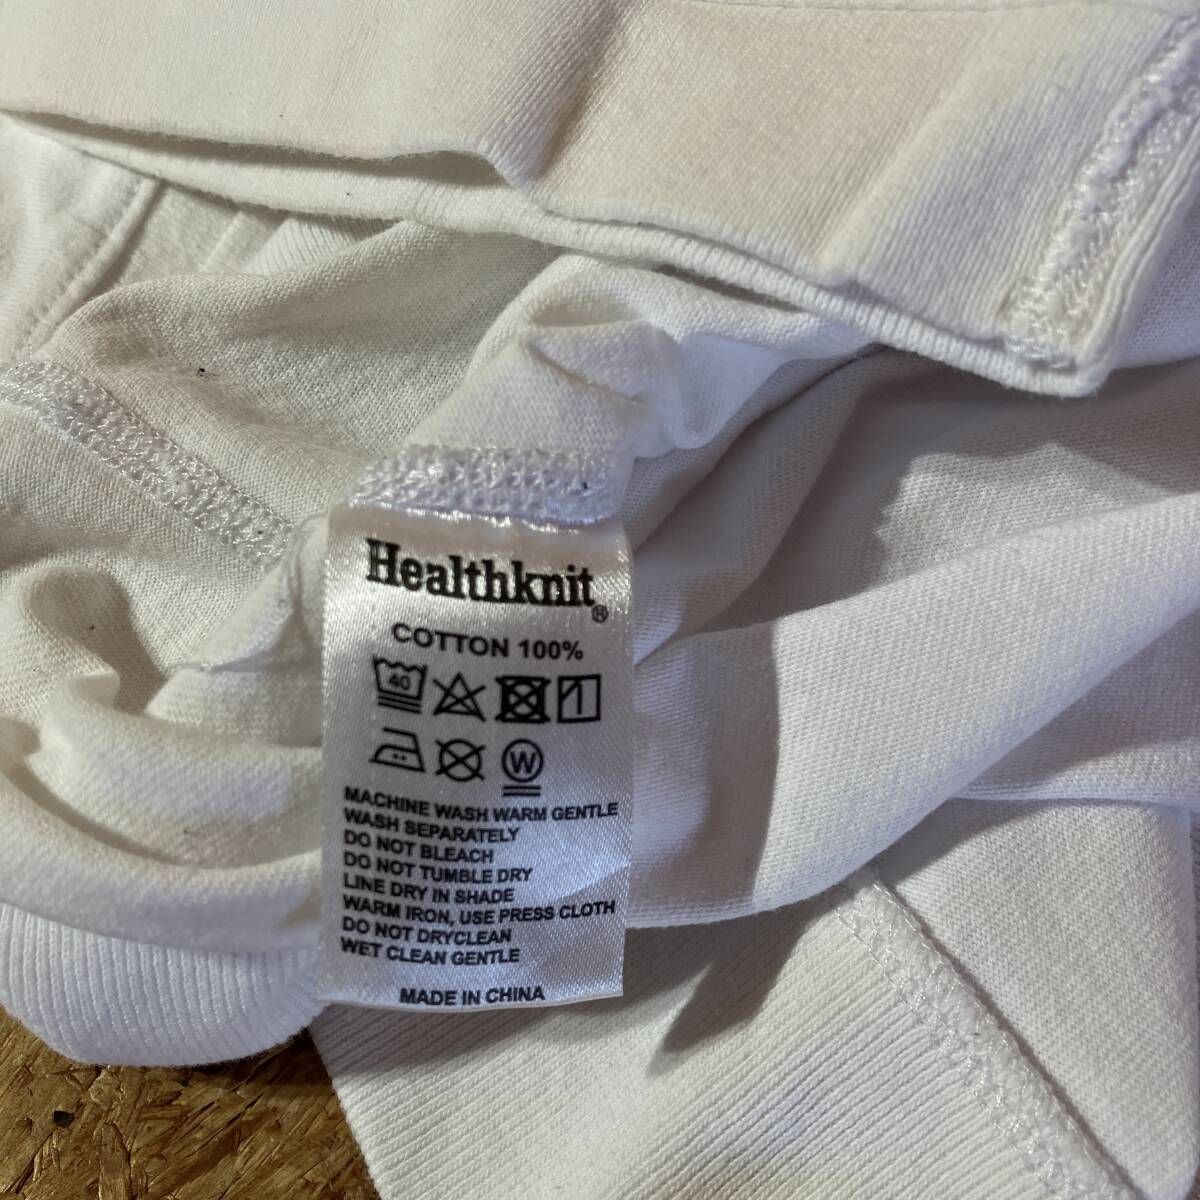 Healthknit®
COTTON 100%
40
W
MACHINE WASH WARM GENTLE
WASH SEPARATELY
DO NOT BLEACH
DO NOT TUMBLE DRY
LINE DRY IN SHADE
WARM IRON, USE PRESS CLOTH
DO NOT DRYCLEAN
WET CLEAN GENTLE
MADE IN CHINA